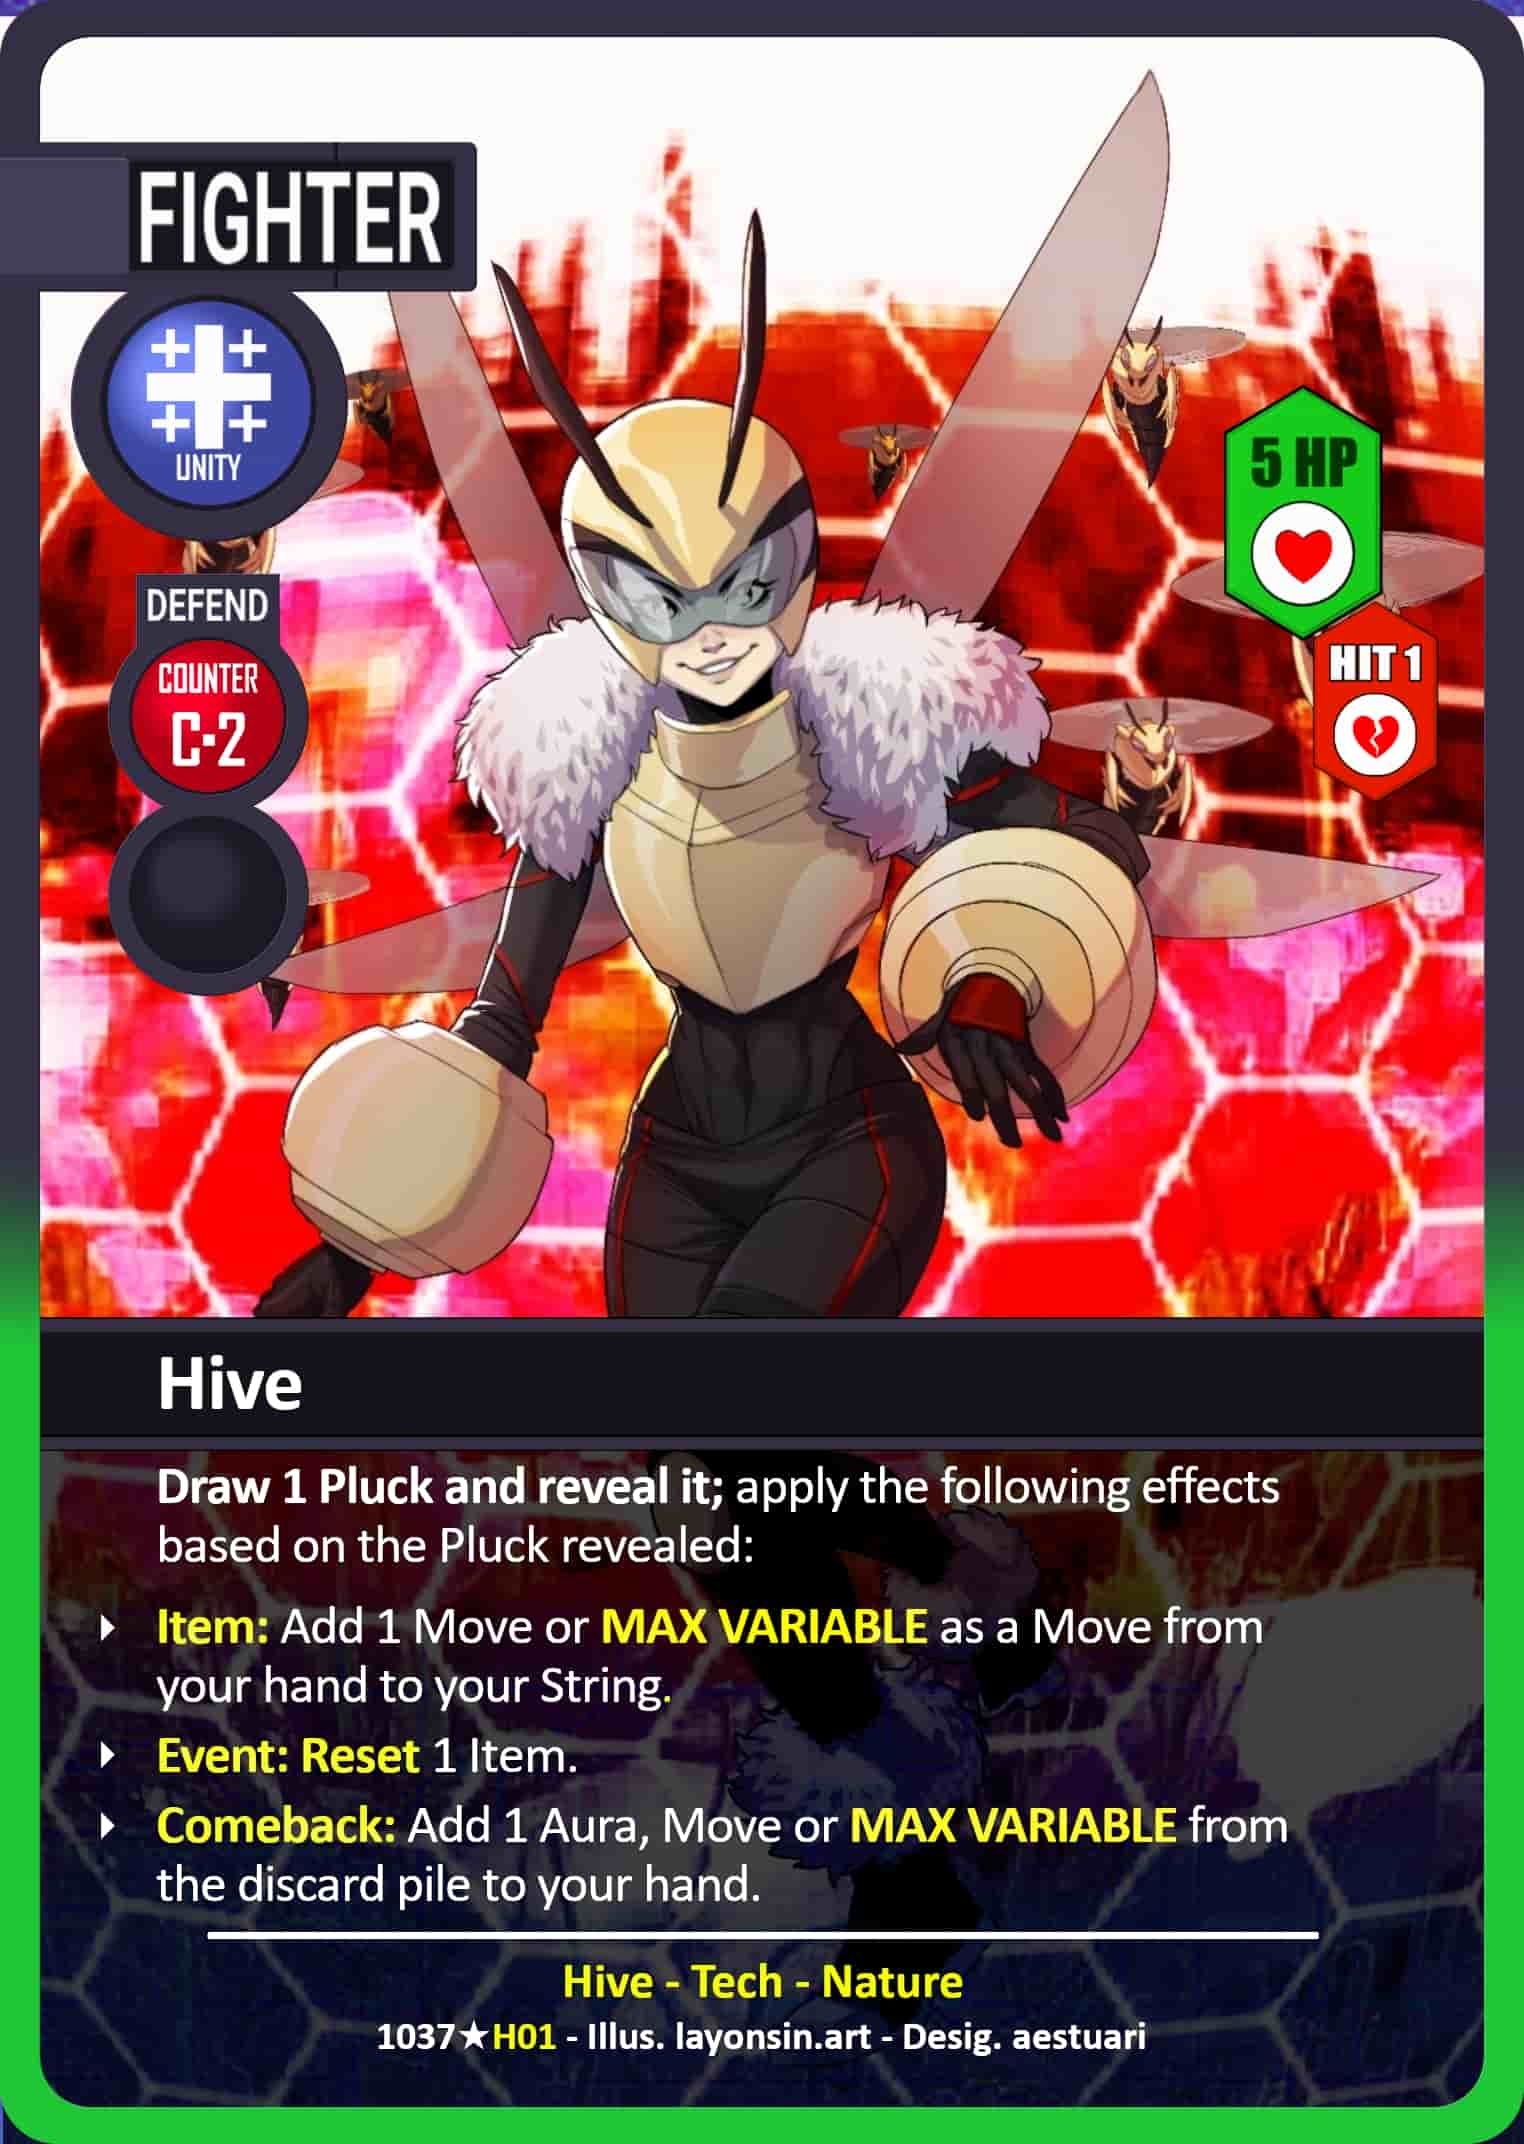 FIGHTER
UNITY
DEFEND
COUNTER
C•2
5 HP
HIT 1
Hive
Draw 1 Pluck and reveal it; apply the following effects
based on the Pluck revealed:
Item: Add 1 Move or MAX VARIABLE as a Move from
your hand to your String.
Event: Reset 1 Item.
Comeback: Add 1 Aura, Move or MAX VARIABLE from
the discard pile to your hand.
Hive - Tech - Nature
1037★H01 - Illus. layonsin.art - Desig. aestuari